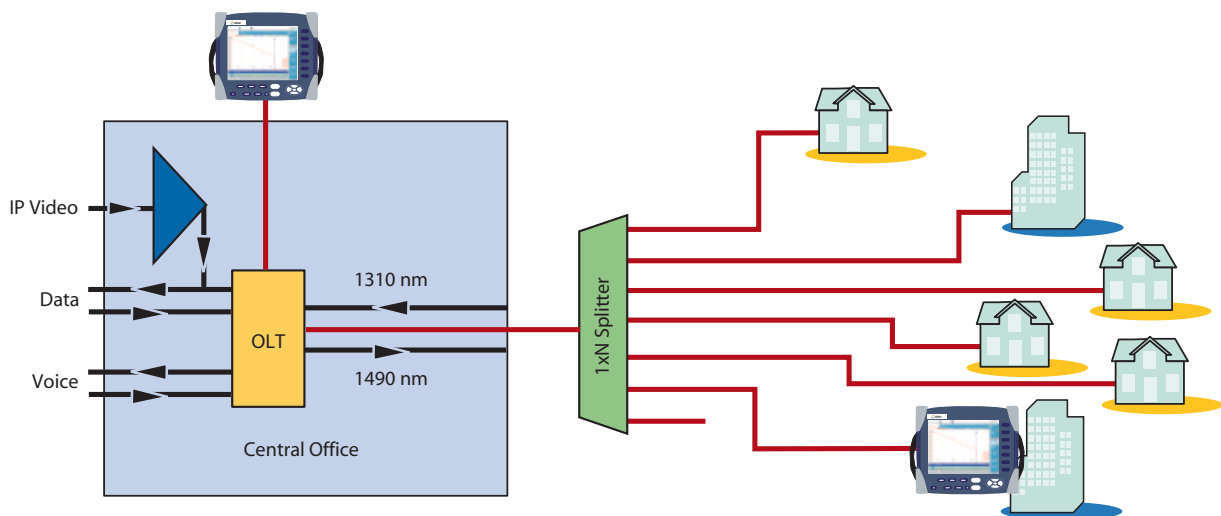 IP Video
Data
Voice
OLT
1310 nm
1490 nm
Central Office
1xN Splitter